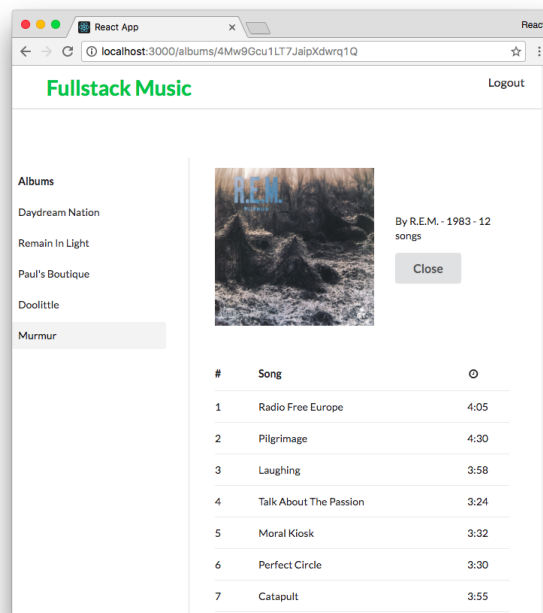 React App
React
localhost:3000/albums/4Mw9Gcu1LT7JaipXdwrq1Q
Fullstack Music
Logout
Albums
Daydream Nation
Remain In Light
Paul's Boutique
Doolittle
Murmur
R.E.M.
MURMUR
By R.E.M. - 1983 - 12
songs
Close
# Song
1 Radio Free Europe 4:05
2 Pilgrimage 4:30
3 Laughing 3:58
4 Talk About The Passion 3:24
5 Moral Kiosk 3:32
6 Perfect Circle 3:30
7 Catapult 3:55